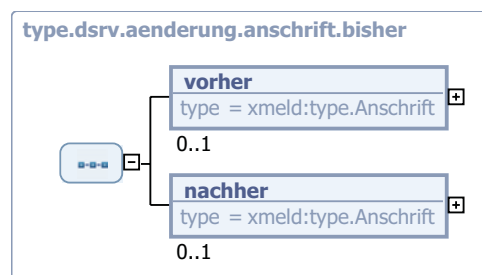 type.dsrv.aenderung.anschrift.bisher
vorher
type = xmeld:type.Anschrift
0..1
nachher
type = xmeld:type.Anschrift
0..1